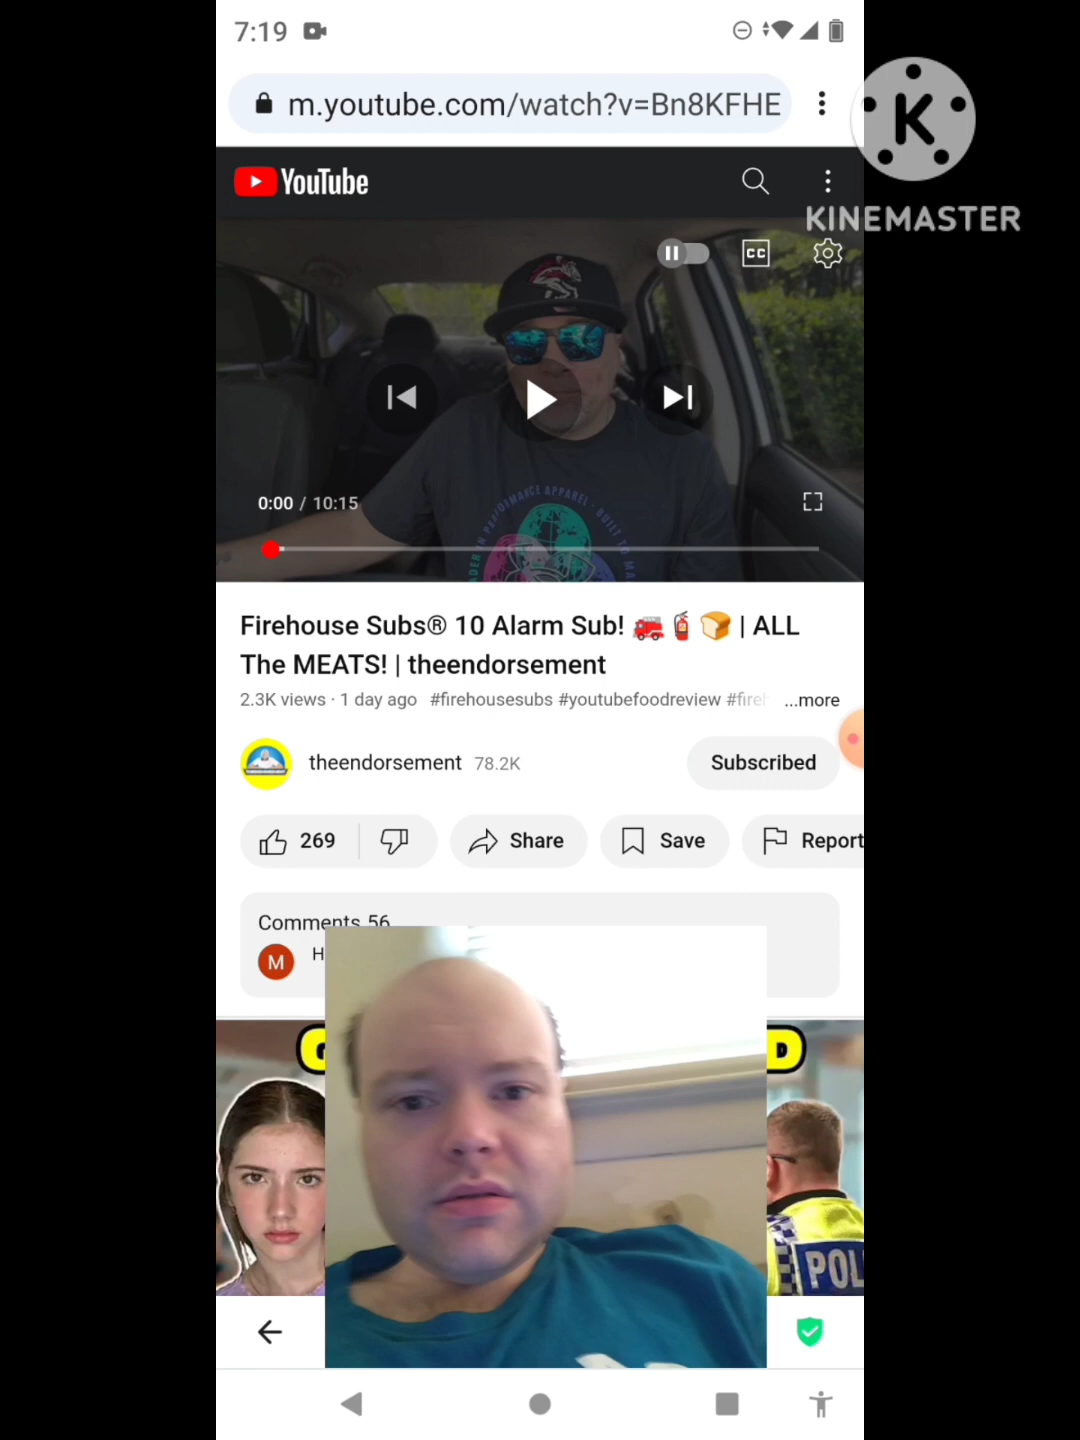 7:19
m.youtube.com/watch?v=Bn8KFHE
K
KINEMASTER
YouTube
CC
0:00 / 10:15
Firehouse Subs® 10 Alarm Sub! 🚒🧯🍞 | ALL
The MEATS! | theendorsement
2.3K views · 1 day ago #firehousesubs #youtubefoodreview #fireh ...more
theendorsement 78.2K
Subscribed
269 Share Save Report
Comments 56
M H
D
POL